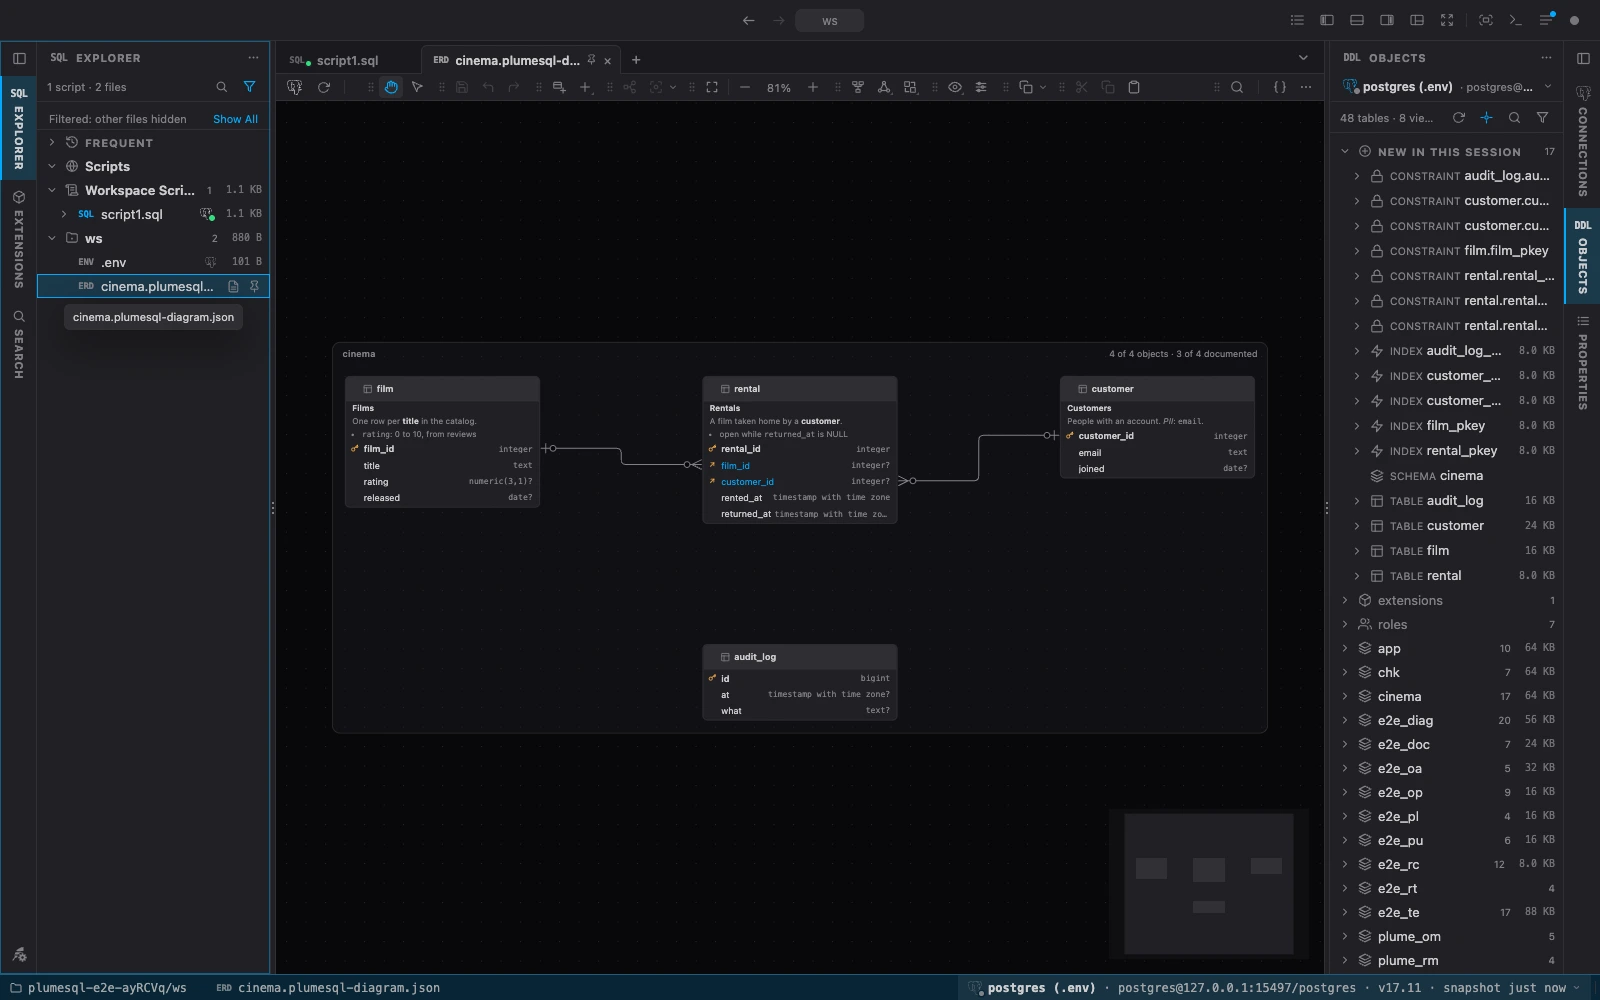 ws
SQL EXPLORER
1 script · 2 files
Filtered: other files hidden Show All
FREQUENT
Scripts
Workspace Scri... 1 1.1 KB
SQL script1.sql 1.1 KB
ws 2 880 B
ENV .env 101 B
ERD cinema.plumesql...
cinema.plumesql-diagram.json
SQL EXPLORER
EXTENSIONS
SEARCH
SQL script1.sql
ERD cinema.plumesql-d...
81%
cinema
4 of 4 objects · 3 of 4 documented
film
Films
One row per title in the catalog.
• rating: 0 to 10, from reviews
film_id integer
title text
rating numeric(3,1)?
released date?
rental
Rentals
A film taken home by a customer.
• open while returned_at is NULL
rental_id integer
film_id integer?
customer_id integer?
rented_at timestamp with time zone
returned_at timestamp with time zo…
customer
Customers
People with an account. PII: email.
customer_id integer
email text
joined date?
audit_log
id bigint
at timestamp with time zone?
what text?
DDL OBJECTS
postgres (.env) · postgres@...
48 tables · 8 vie...
NEW IN THIS SESSION 17
CONSTRAINT audit_log.au...
CONSTRAINT customer.cu...
CONSTRAINT customer.cu...
CONSTRAINT film.film_pkey
CONSTRAINT rental.rental_...
CONSTRAINT rental.rental...
CONSTRAINT rental.rental...
INDEX audit_log_... 8.0 KB
INDEX customer_... 8.0 KB
INDEX customer_... 8.0 KB
INDEX film_pkey 8.0 KB
INDEX rental_pkey 8.0 KB
SCHEMA cinema
TABLE audit_log 16 KB
TABLE customer 24 KB
TABLE film 16 KB
TABLE rental 8.0 KB
extensions 1
roles 7
app 10 64 KB
chk 7 64 KB
cinema 17 64 KB
e2e_diag 20 56 KB
e2e_doc 7 24 KB
e2e_oa 5 32 KB
e2e_op 9 16 KB
e2e_pl 4 16 KB
e2e_pu 6 16 KB
e2e_rc 12 8.0 KB
e2e_rt 4
e2e_te 17 88 KB
plume_om 5
plume_rm 4
CONNECTIONS
DDL OBJECTS
PROPERTIES
plumesql-e2e-ayRCVq/ws
ERD cinema.plumesql-diagram.json
postgres (.env) · postgres@127.0.0.1:15497/postgres · v17.11 · snapshot just now